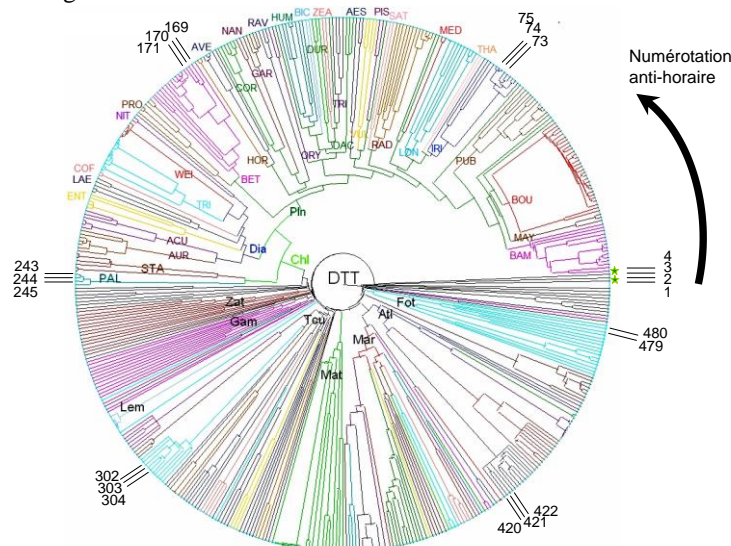 169
170
171
AVE
NAN
RAV
HUM
BIC
ZEA
AES
PIS
SAT
MED
THA
75
74
73
Numérotation
anti-horaire
COR
GAR
DUR
TRI
VUL
PRO
NIT
HOR
ORY
DAC
RAD
LON
IRI
PUB
COF
LAE
ENT
WEI
TRI
BET
Pln
BOU
ACU
AUR
Dia
MAY
BAM
STA
Chl
PAL
243
244
245
DTT
4
3
2
1
Zat
Gam
Tcu
Atl
Fot
480
479
Mar
Mat
Lem
302
303
304
422
421
420